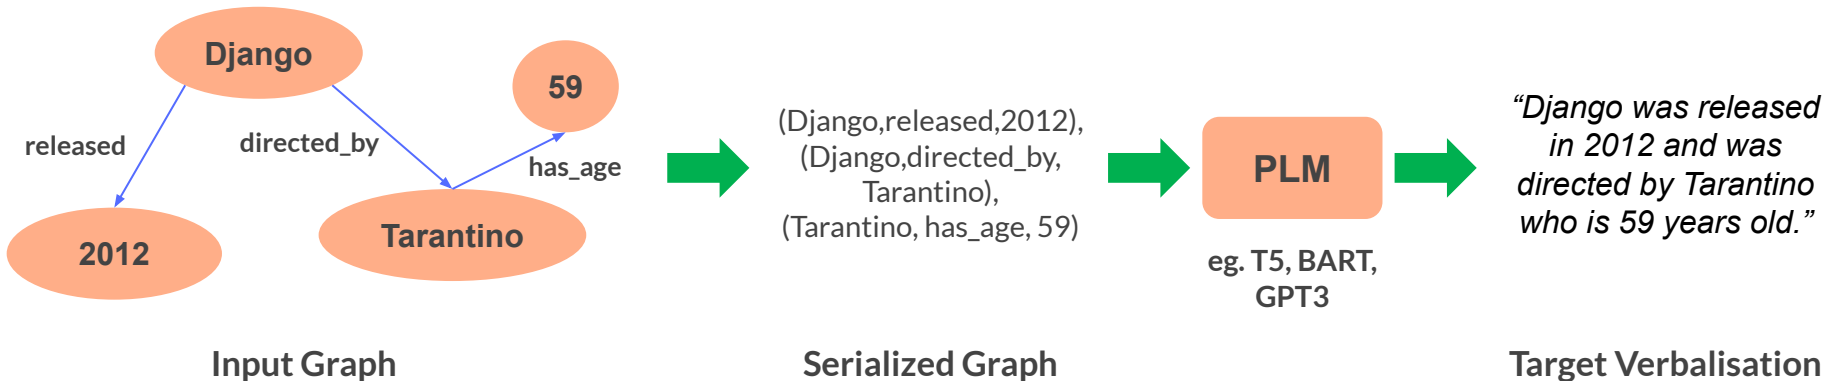 Django
59
released
directed_by
has_age
2012
Tarantino
Input Graph
(Django,released,2012),
(Django,directed_by,
Tarantino),
(Tarantino, has_age, 59)
Serialized Graph
PLM
eg. T5, BART,
GPT3
“Django was released
in 2012 and was
directed by Tarantino
who is 59 years old.”
Target Verbalisation